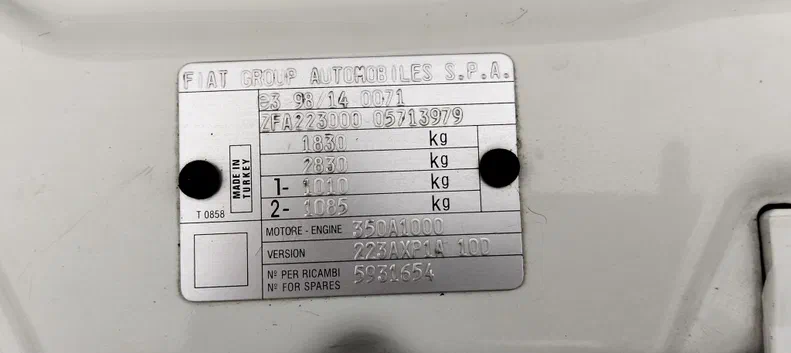 FIAT GROUP AUTOMOBILES S.P.A.
e3 98/14 0071
ZFA223000 05713979
1830 kg
2830 kg
1- 1010 kg
2- 1085 kg
MADE IN
TURKEY
T 0858
MOTORE - ENGINE 350A1000
VERSION 223AXP1A 100
Nº PER RICAMBI
Nº FOR SPARES 5931654